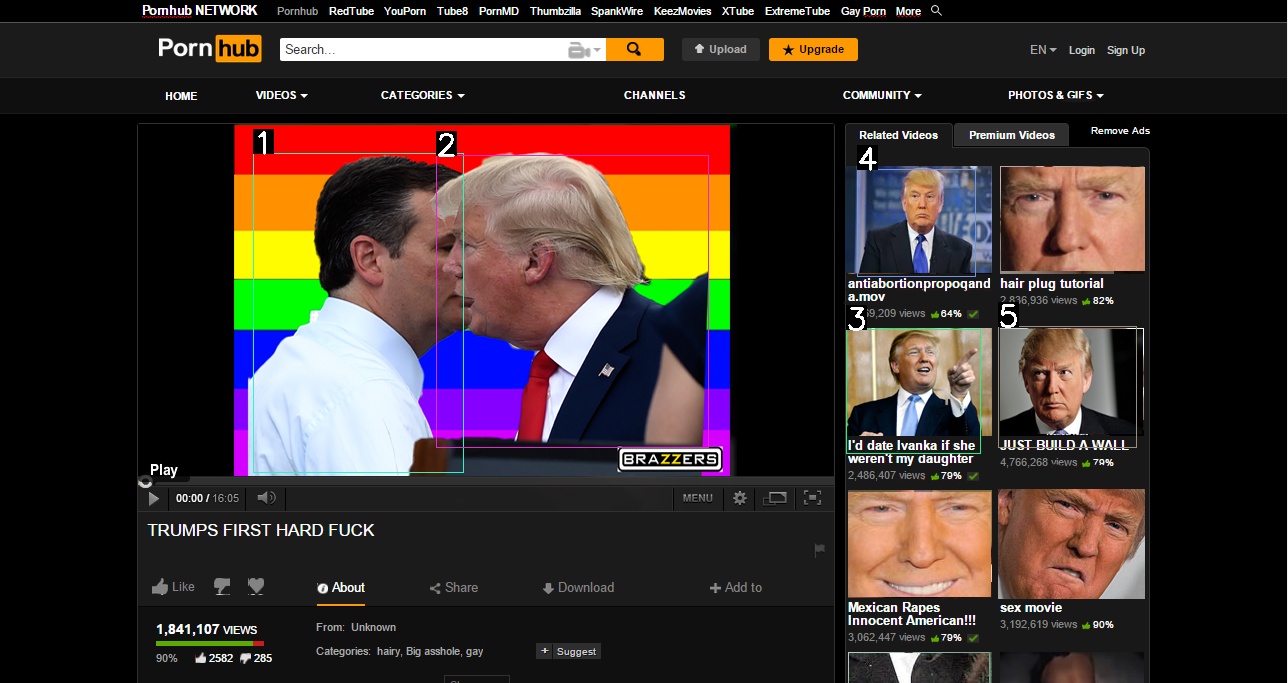 Pornhub NETWORK Pornhub RedTube YouPorn Tube8 PornMD Thumbzilla SpankWire KeezMovies XTube ExtremeTube Gay Porn More
Porn hub Search... Upload Upgrade EN Login Sign Up
HOME VIDEOS CATEGORIES CHANNELS COMMUNITY PHOTOS & GIFS
Related Videos Premium Videos Remove Ads
1
2
BRAZZERS
Play
00:00 / 16:05 MENU
TRUMPS FIRST HARD FUCK
Like About Share Download Add to
1,841,107 VIEWS
90% 2582 285
From: Unknown
Categories: hairy, Big asshole, gay + Suggest
4
FOX
antiabortionpropoqand
a.mov
69,209 views 64%
hair plug tutorial
2,836,936 views 82%
3
I'd date Ivanka if she
weren't my daughter
2,486,407 views 79%
5
JUST BUILD A WALL
4,766,268 views 79%
Mexican Rapes
Innocent American!!!
3,062,447 views 79%
sex movie
3,192,619 views 90%